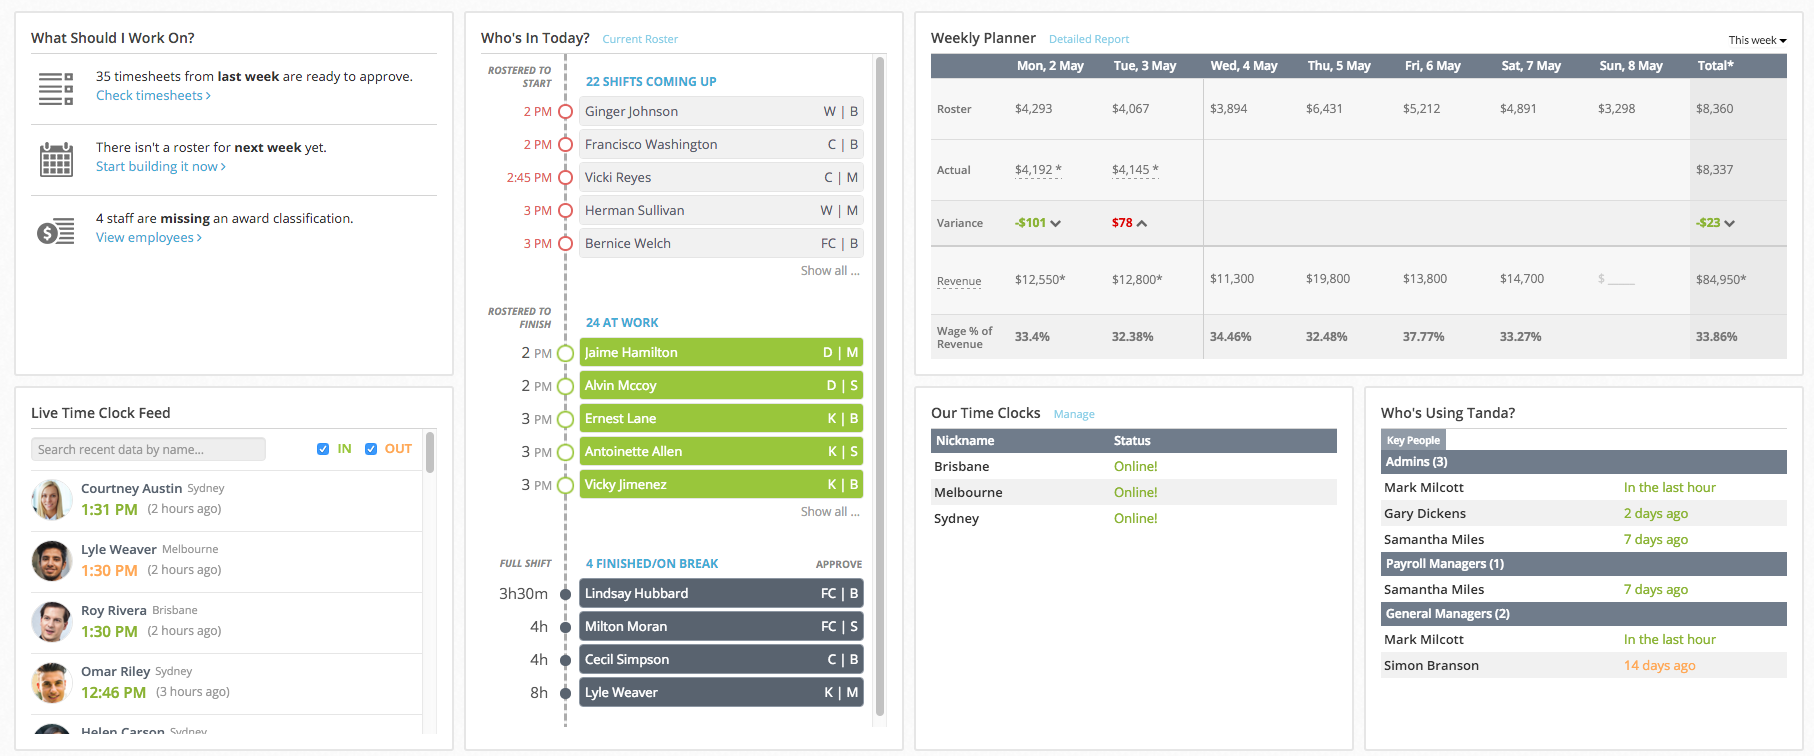 What Should I Work On?
35 timesheets from last week are ready to approve.
Check timesheets ›
There isn't a roster for next week yet.
Start building it now ›
4 staff are missing an award classification.
View employees ›
Live Time Clock Feed
Search recent data by name...
IN OUT
Courtney Austin Sydney
1:31 PM (2 hours ago)
Lyle Weaver Melbourne
1:30 PM (2 hours ago)
Roy Rivera Brisbane
1:30 PM (2 hours ago)
Omar Riley Sydney
12:46 PM (3 hours ago)
Helen Carson Sydney
Who's In Today? Current Roster
ROSTERED TO
START
22 SHIFTS COMING UP
2 PM Ginger Johnson W | B
2 PM Francisco Washington C | B
2:45 PM Vicki Reyes C | M
3 PM Herman Sullivan W | M
3 PM Bernice Welch FC | B
Show all ...
ROSTERED TO
FINISH
24 AT WORK
2 PM Jaime Hamilton D | M
2 PM Alvin Mccoy D | S
3 PM Ernest Lane K | B
3 PM Antoinette Allen K | S
3 PM Vicky Jimenez K | B
Show all ...
FULL SHIFT 4 FINISHED/ON BREAK APPROVE
3h30m Lindsay Hubbard FC | B
4h Milton Moran FC | S
4h Cecil Simpson C | B
8h Lyle Weaver K | M
Weekly Planner Detailed Report
This week
Mon, 2 May Tue, 3 May Wed, 4 May Thu, 5 May Fri, 6 May Sat, 7 May Sun, 8 May Total*
Roster $4,293 $4,067 $3,894 $6,431 $5,212 $4,891 $3,298 $8,360
Actual $4,192 * $4,145 * $8,337
Variance -$101 $78 -$23
Revenue $12,550* $12,800* $11,300 $19,800 $13,800 $14,700 $ ____ $84,950*
Wage % of
Revenue
33.4% 32.38% 34.46% 32.48% 37.77% 33.27% 33.86%
Our Time Clocks Manage
Nickname Status
Brisbane Online!
Melbourne Online!
Sydney Online!
Who's Using Tanda?
Key People
Admins (3)
Mark Milcott In the last hour
Gary Dickens 2 days ago
Samantha Miles 7 days ago
Payroll Managers (1)
Samantha Miles 7 days ago
General Managers (2)
Mark Milcott In the last hour
Simon Branson 14 days ago